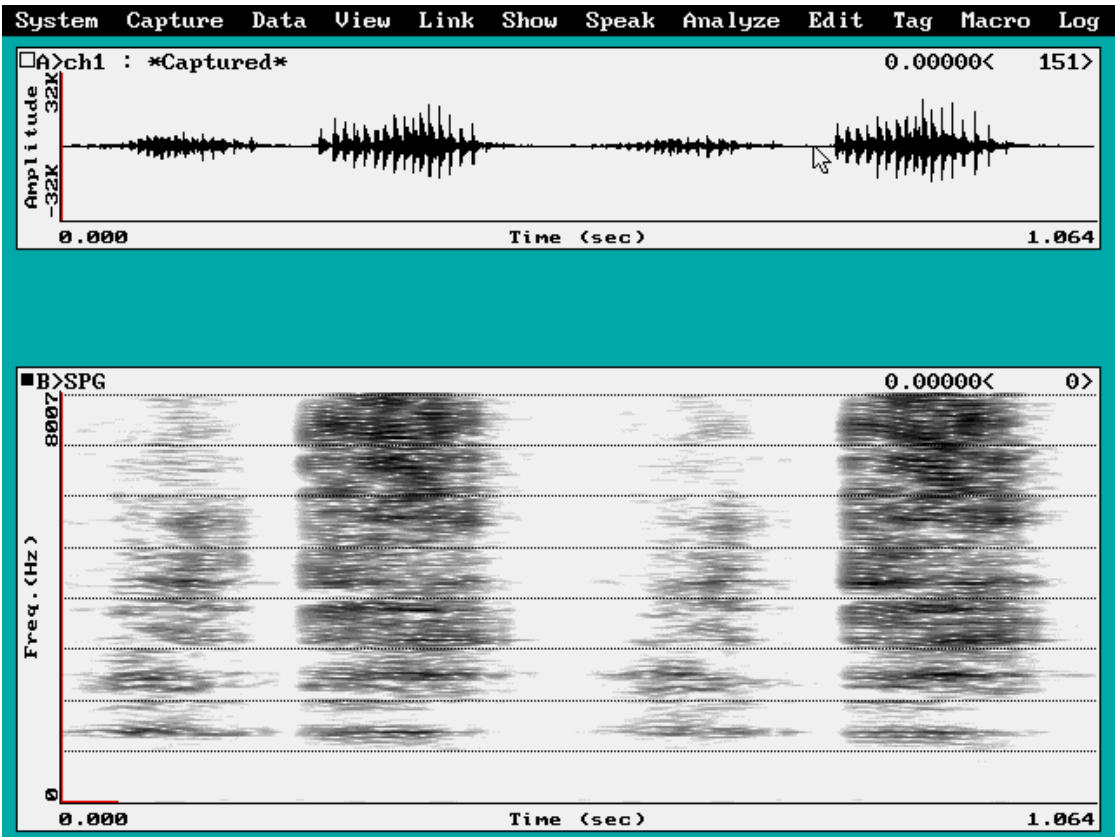 System Capture Data View Link Show Speak Analyze Edit Tag Macro Log
A>ch1 : *Captured* 0.00000< 151>
32K
Amplitude
-32K
0.000 Time (sec) 1.064
B>SPG 0.00000< 0>
8007
Freq.(Hz)
0
0.000 Time (sec) 1.064